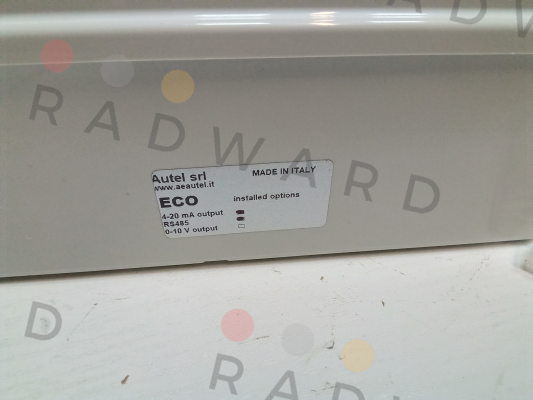 RADWARD
Autel srl MADE IN ITALY
www.aeautel.it
ECO installed options
4-20 mA output
RS485
0-10 V output
D
RADWARD